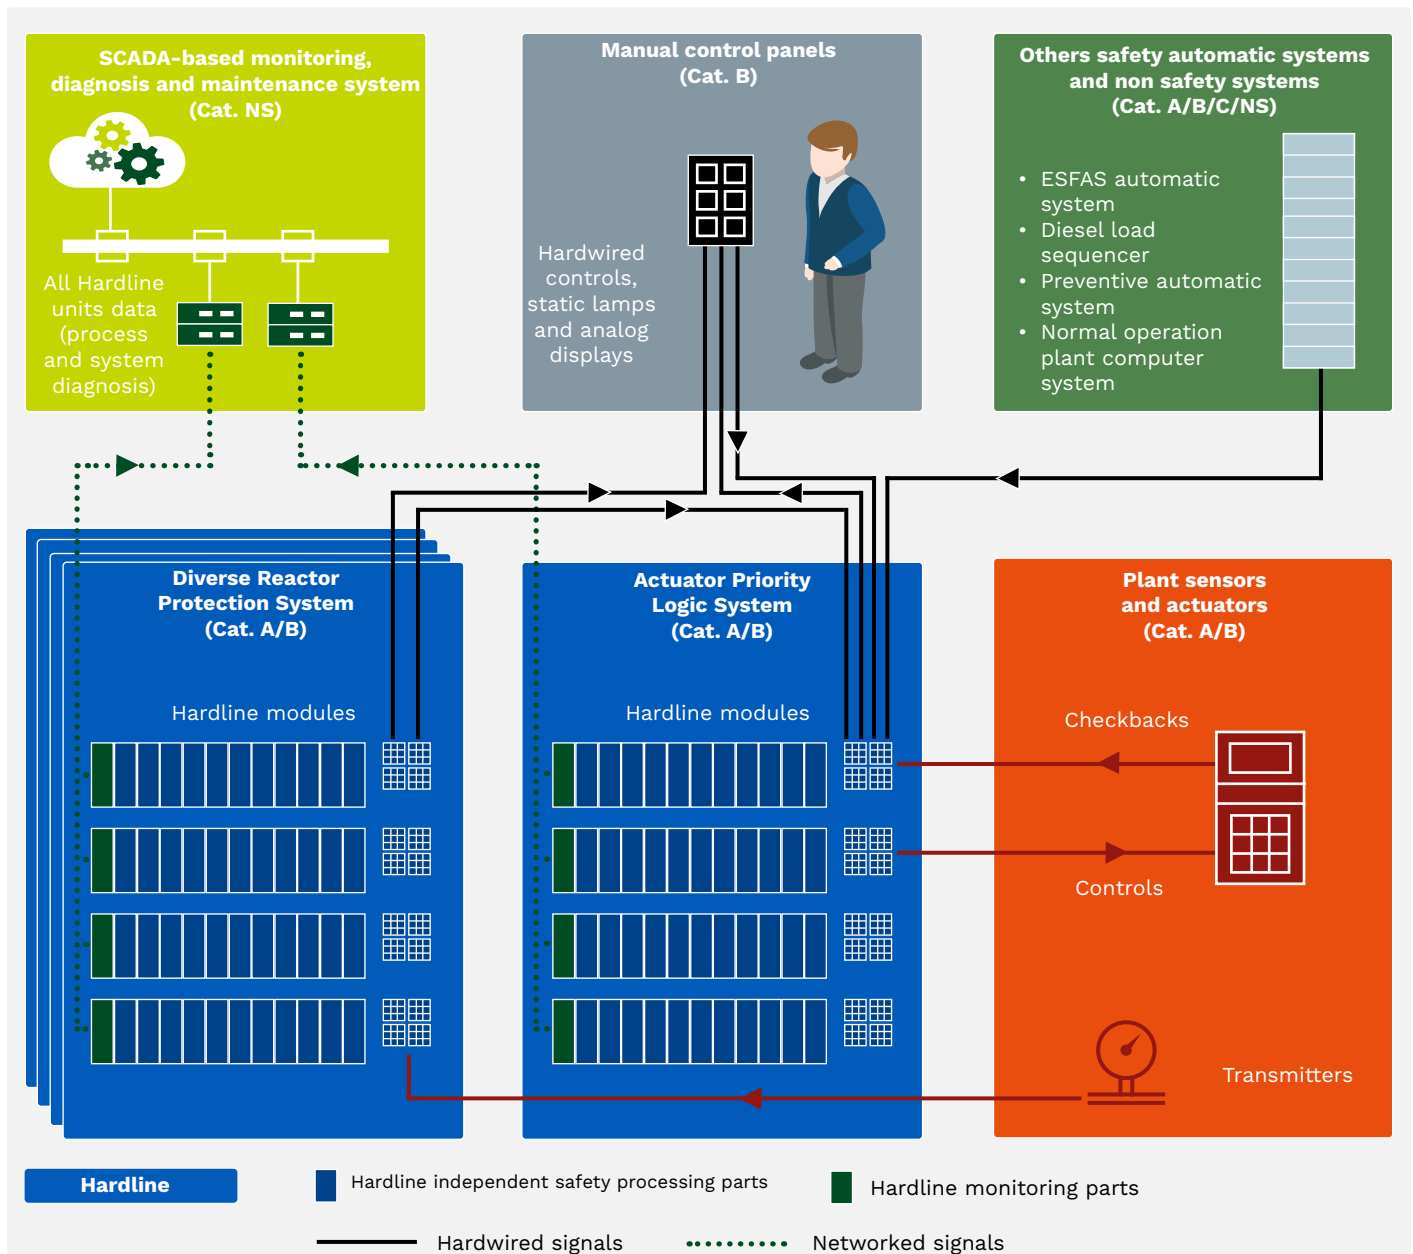 SCADA-based monitoring,
diagnosis and maintenance system
(Cat. NS)
All Hardline
units data
(process
and system
diagnosis)
Manual control panels
(Cat. B)
Hardwired
controls,
static lamps
and analog
displays
Others safety automatic systems
and non safety systems
(Cat. A/B/C/NS)
• ESFAS automatic
system
• Diesel load
sequencer
• Preventive automatic
system
• Normal operation
plant computer
system
Diverse Reactor
Protection System
(Cat. A/B)
Hardline modules
Actuator Priority
Logic System
(Cat. A/B)
Hardline modules
Plant sensors
and actuators
(Cat. A/B)
Checkbacks
Controls
Transmitters
Hardline
Hardline independent safety processing parts
Hardline monitoring parts
Hardwired signals
Networked signals